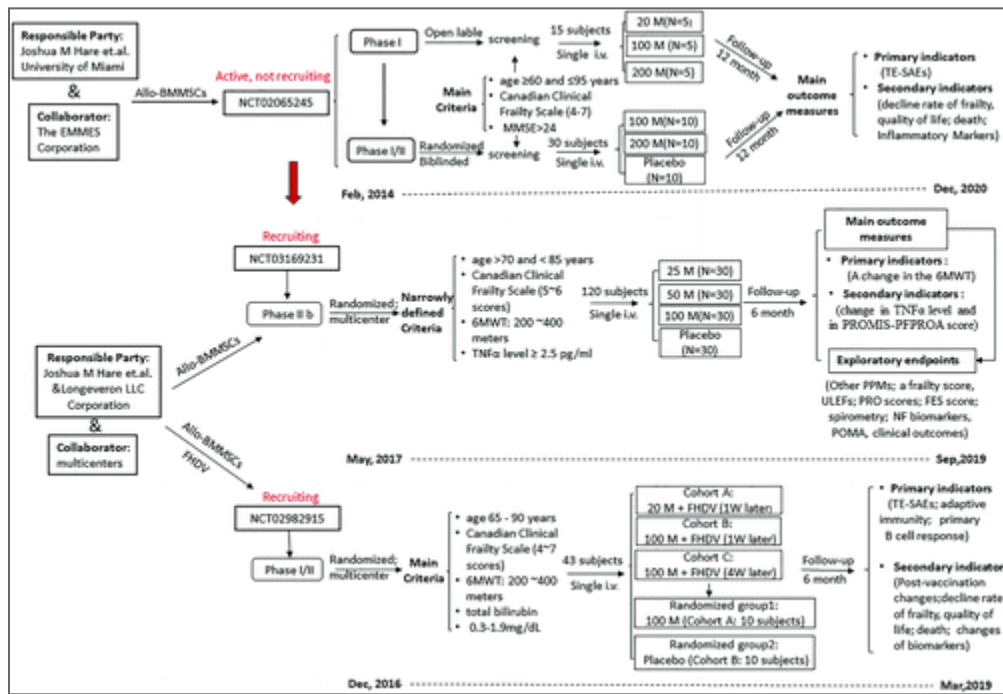 Responsible Party:
Joshua M Hare et.al.
University of Miami
&
Collaborator:
The EMMES
Corporation
Allo-BMMSCs
Active, not recruiting
NCT02065245
Phase I
Open lable
screening
15 subjects
Single i.v.
20 M(N=5)
100 M (N=5)
200 M(N=5)
Follow-up
12 month
Main
Criteria
• age ≥60 and ≤95 years
• Canadian Clinical
Frailty Scale (4-7)
• MMSE>24
Phase I/II
Randomized
Biblinded
screening
30 subjects
Single i.v.
100 M(N=10)
200 M(N=10)
Placebo
(N=10)
Follow-up
12 month
Main
outcome
measures
• Primary indicators
(TE-SAEs)
• Secondary indicators
(decline rate of frailty,
quality of life; death;
Inflammatory Markers)
Feb, 2014
Dec, 2020
Recruiting
NCT03169231
Phase II b
Randomized;
multicenter
Narrowly
defined
Criteria
• age >70 and < 85 years
• Canadian Clinical
Frailty Scale (5~6
scores)
• 6MWT: 200 ~400
meters
• TNFα level ≥ 2.5 pg/ml
120 subjects
Single i.v.
25 M (N=30)
50 M (N=30)
100 M(N=30)
Placebo
(N=30)
Follow-up
6 month
Main outcome
measures
• Primary indicators:
(A change in the 6MWT)
• Secondary indicators :
(change in TNFα level and
in PROMIS-PFPROA score)
Exploratory endpoints
(Other PPMs; a frailty score,
ULEFs; PRO scores; FES score;
spirometry; NF biomarkers,
POMA, clinical outcomes)
May, 2017
Sep,2019
Responsible Party:
Joshua M Hare et.al.
&Longeveron LLC
Corporation
&
Collaborator:
multicenters
Allo-BMMSCs
Allo-BMMSCs
FHDV
Recruiting
NCT02982915
Phase I/II
Randomized;
multicenter
Main
Criteria
• age 65 - 90 years
• Canadian Clinical
Frailty Scale (4~7
scores)
• 6MWT: 200 ~400
meters
• total bilirubin
• 0.3-1.9mg/dL
43 subjects
Single i.v.
Cohort A:
20 M + FHDV (1W later)
Cohort B:
100 M + FHDV (1W later)
Cohort C:
100 M + FHDV (4W later)
Randomized group1:
100 M (Cohort A: 10 subjects)
Randomized group2:
Placebo (Cohort B: 10 subjects)
Follow-up
6 month
• Primary indicators
(TE-SAEs; adaptive
immunity; primary
B cell response)
• Secondary indicator
(Post-vaccination
changes;decline rate
of frailty, quality of
life; death; changes
of biomarkers)
Dec, 2016
Mar,2019